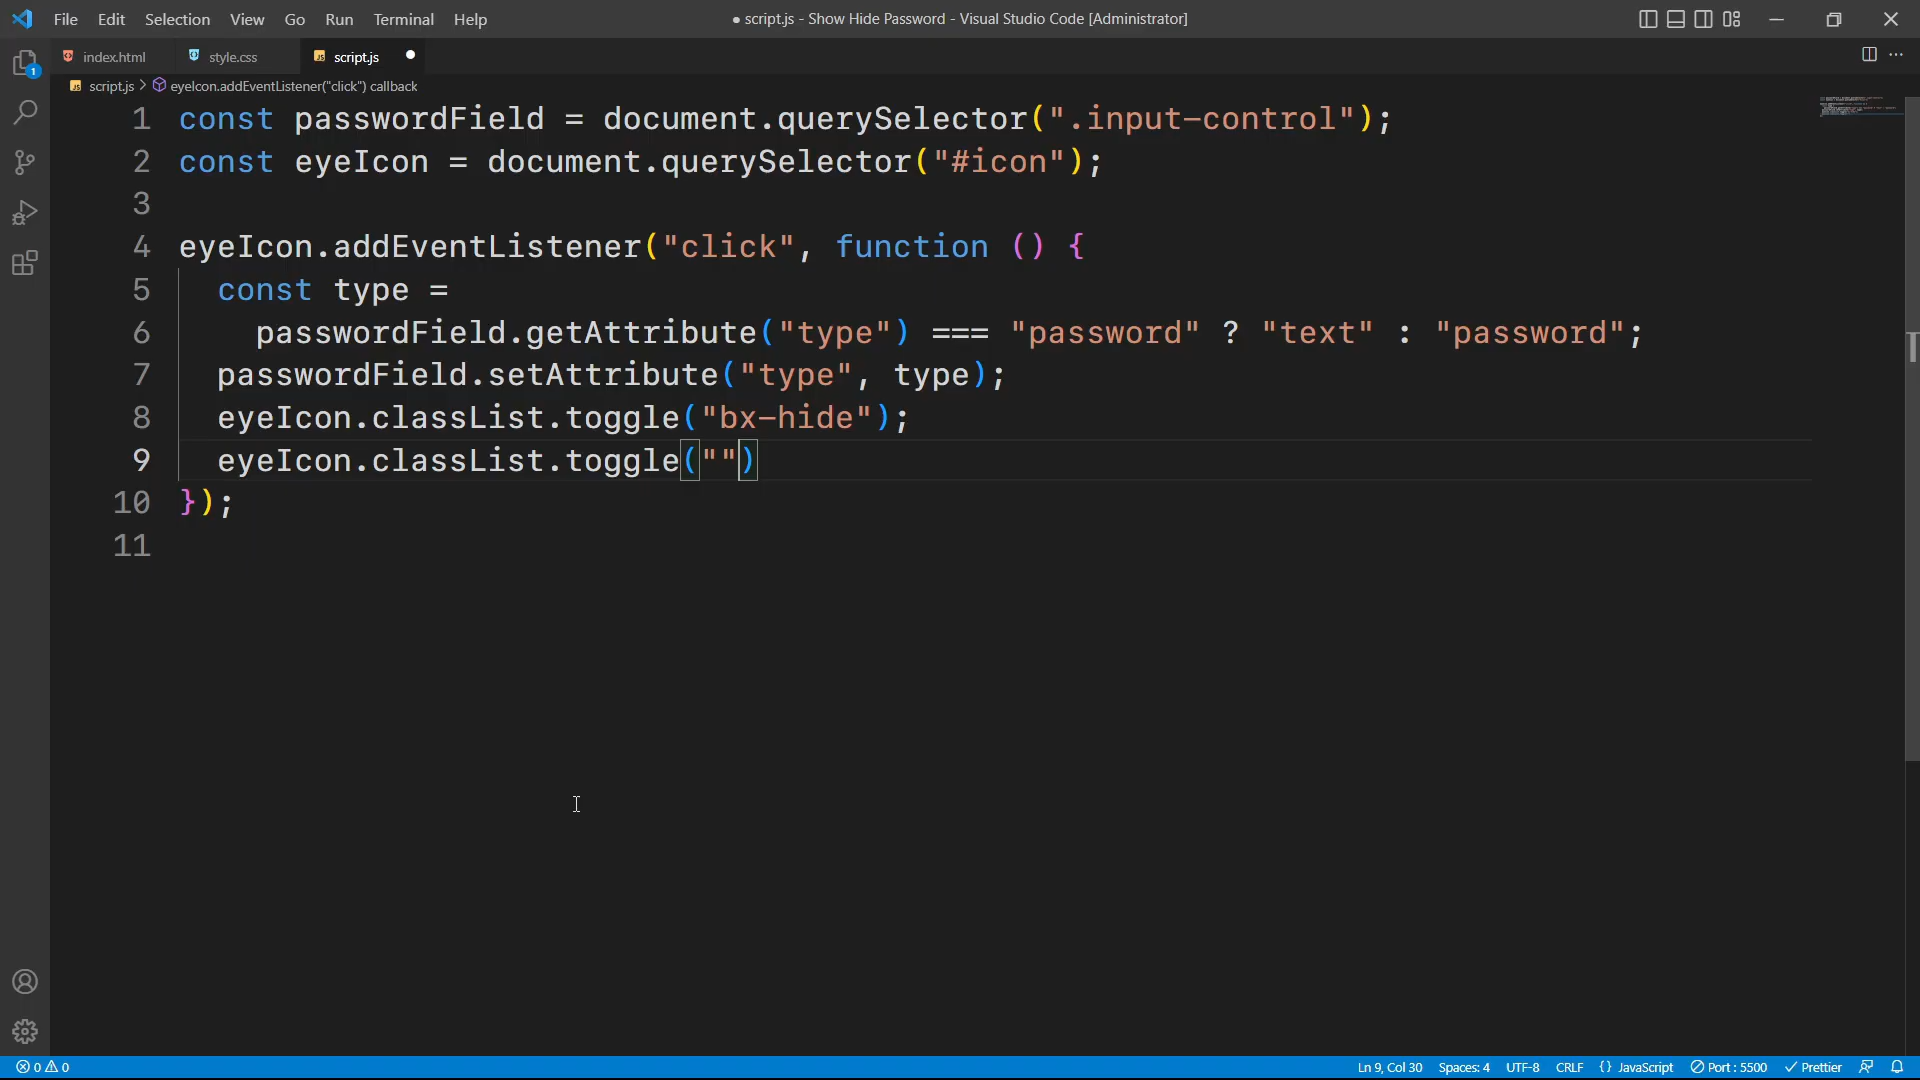 File Edit Selection View Go Run Terminal Help
● script.js - Show Hide Password - Visual Studio Code [Administrator]
index.html style.css script.js ●
script.js > eyeIcon.addEventListener("click") callback
1 const passwordField = document.querySelector(".input-control");
2 const eyeIcon = document.querySelector("#icon");
3
4 eyeIcon.addEventListener("click", function () {
5 const type =
6 passwordField.getAttribute("type") === "password" ? "text" : "password";
7 passwordField.setAttribute("type", type);
8 eyeIcon.classList.toggle("bx-hide");
9 eyeIcon.classList.toggle("")
10 });
11
1
0 0 Ln 9, Col 30 Spaces: 4 UTF-8 CRLF {} JavaScript Port : 5500 Prettier